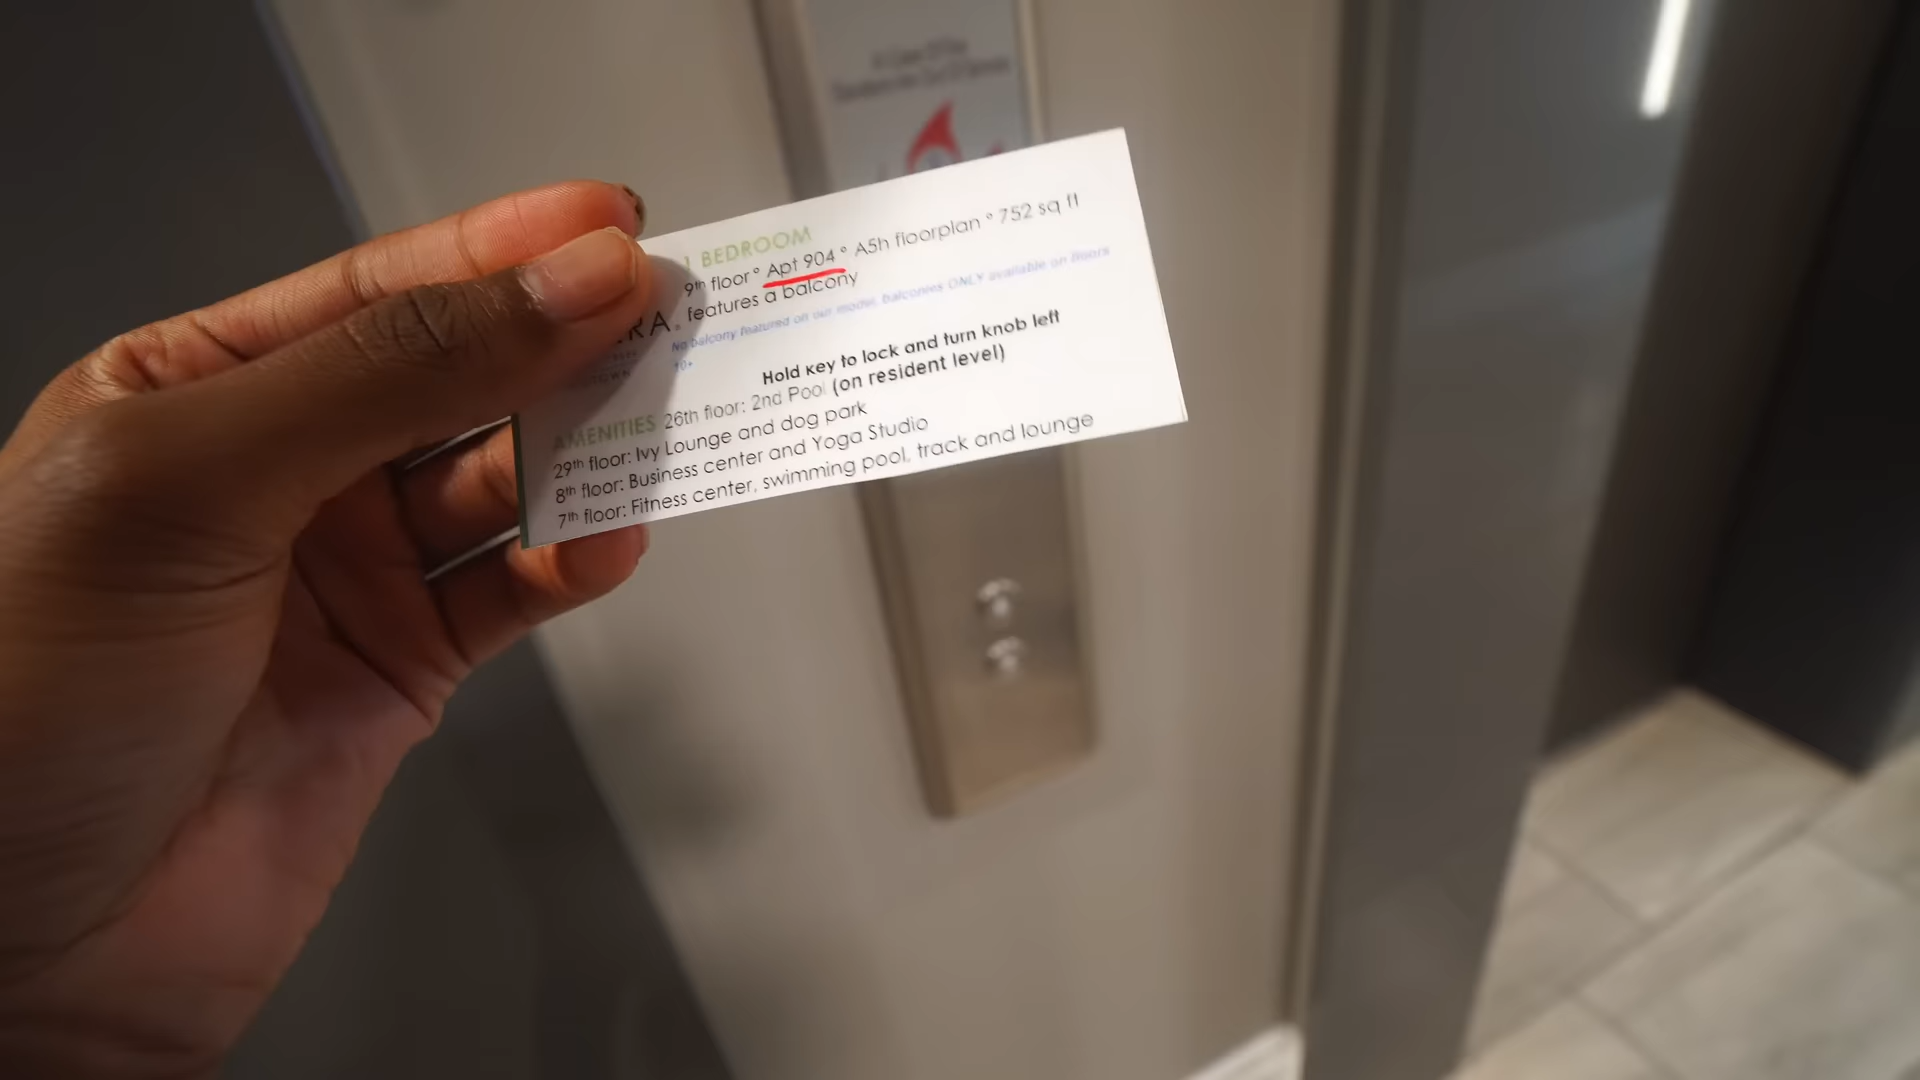 1 BEDROOM
9th floor ° Apt 904 ° A5h floorplan ° 752 sq ft
features a balcony
No balcony featured on our model, balconies ONLY available on floors
10+
RA.
Hold key to lock and turn knob left
AMENITIES 26th floor: 2nd Pool (on resident level)
29th floor: Ivy Lounge and dog park
8th floor: Business center and Yoga Studio
7th floor: Fitness center, swimming pool, track and lounge